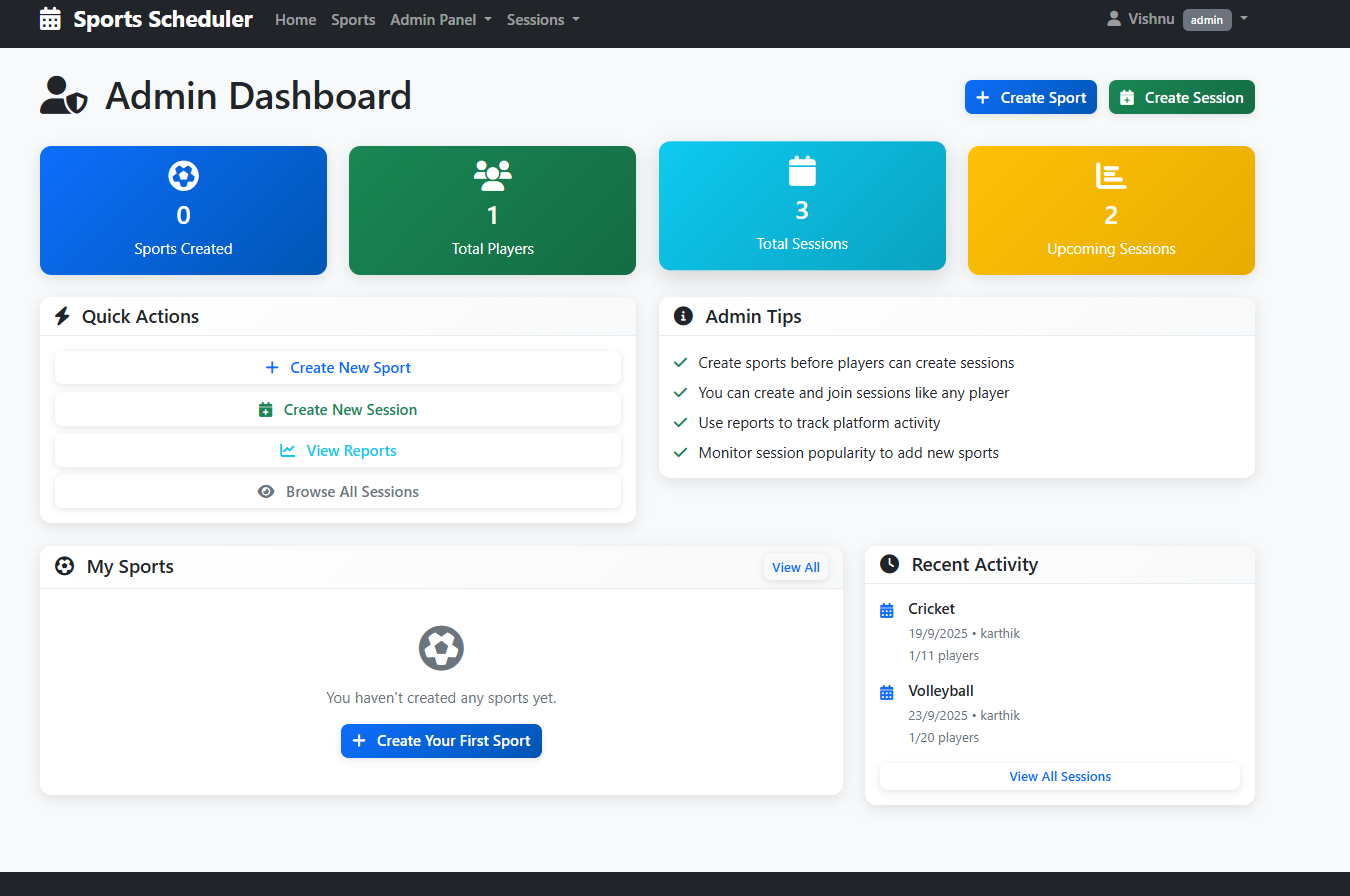 Sports Scheduler Home Sports Admin Panel Sessions Vishnu admin
Admin Dashboard
Create Sport Create Session
0
Sports Created
1
Total Players
3
Total Sessions
2
Upcoming Sessions
Quick Actions
Create New Sport
Create New Session
View Reports
Browse All Sessions
Admin Tips
Create sports before players can create sessions
You can create and join sessions like any player
Use reports to track platform activity
Monitor session popularity to add new sports
My Sports View All
You haven't created any sports yet.
Create Your First Sport
Recent Activity
Cricket
19/9/2025 • karthik
1/11 players
Volleyball
23/9/2025 • karthik
1/20 players
View All Sessions